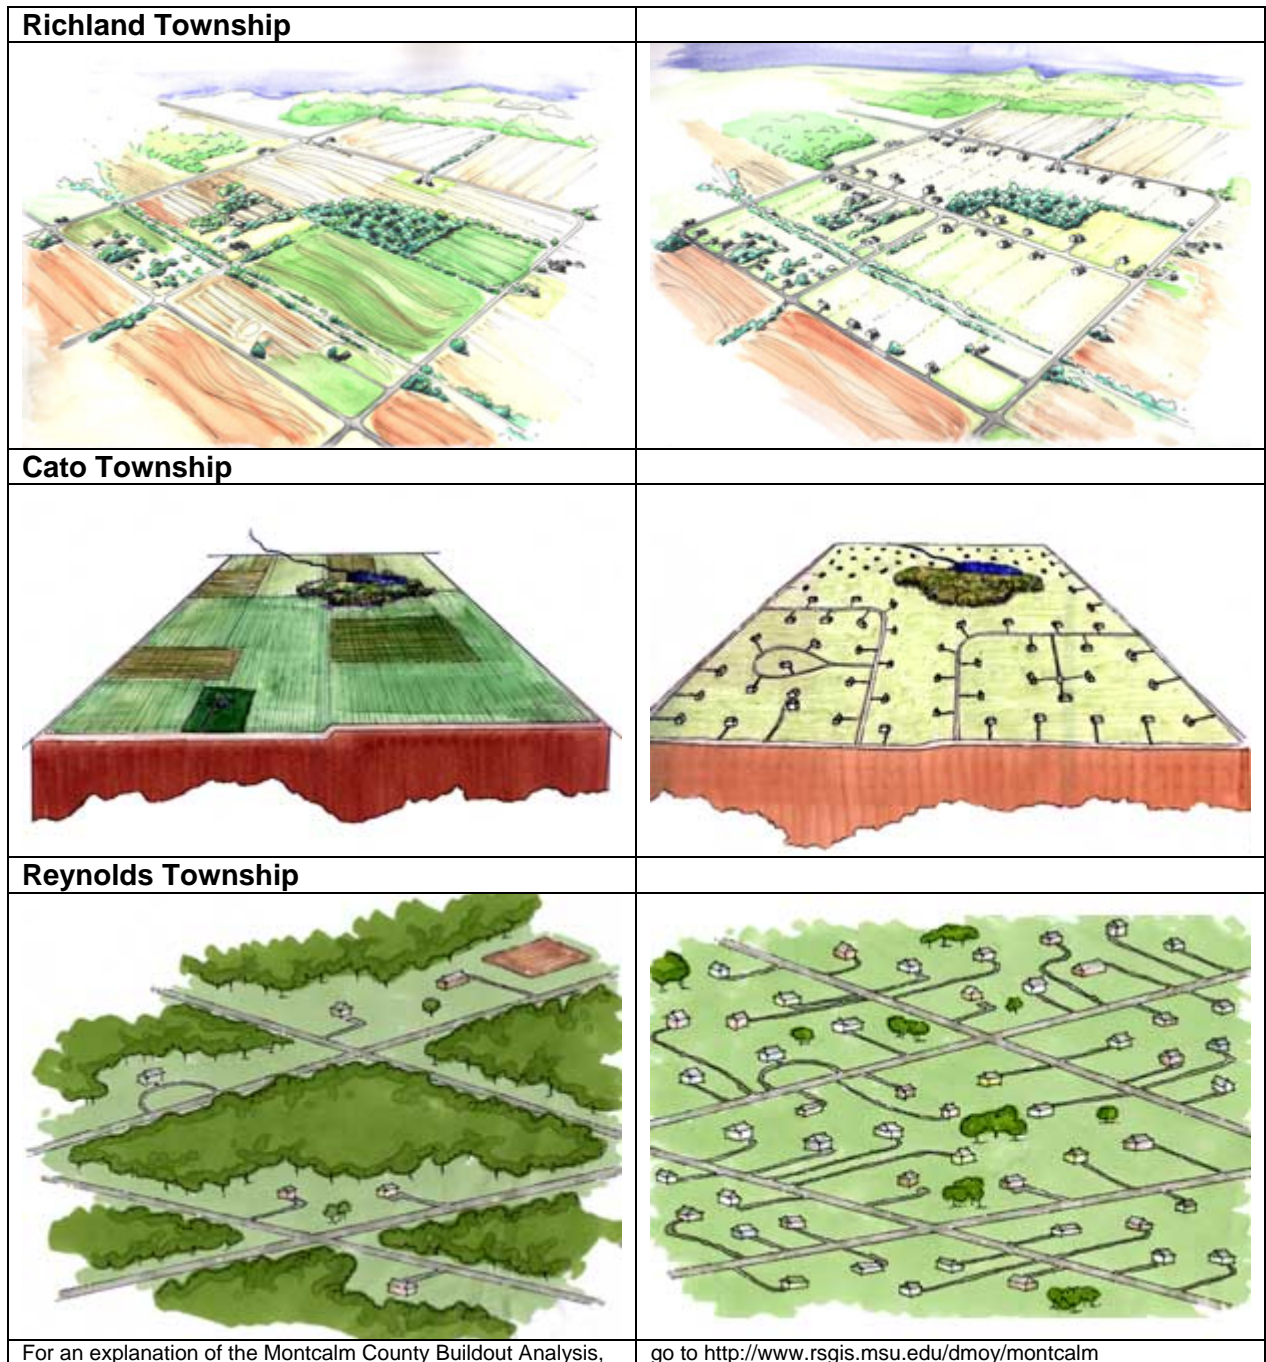 Richland Township
Cato Township
Reynolds Township
For an explanation of the Montcalm County Buildout Analysis,
go to http://www.rsgis.msu.edu/dmoy/montcalm